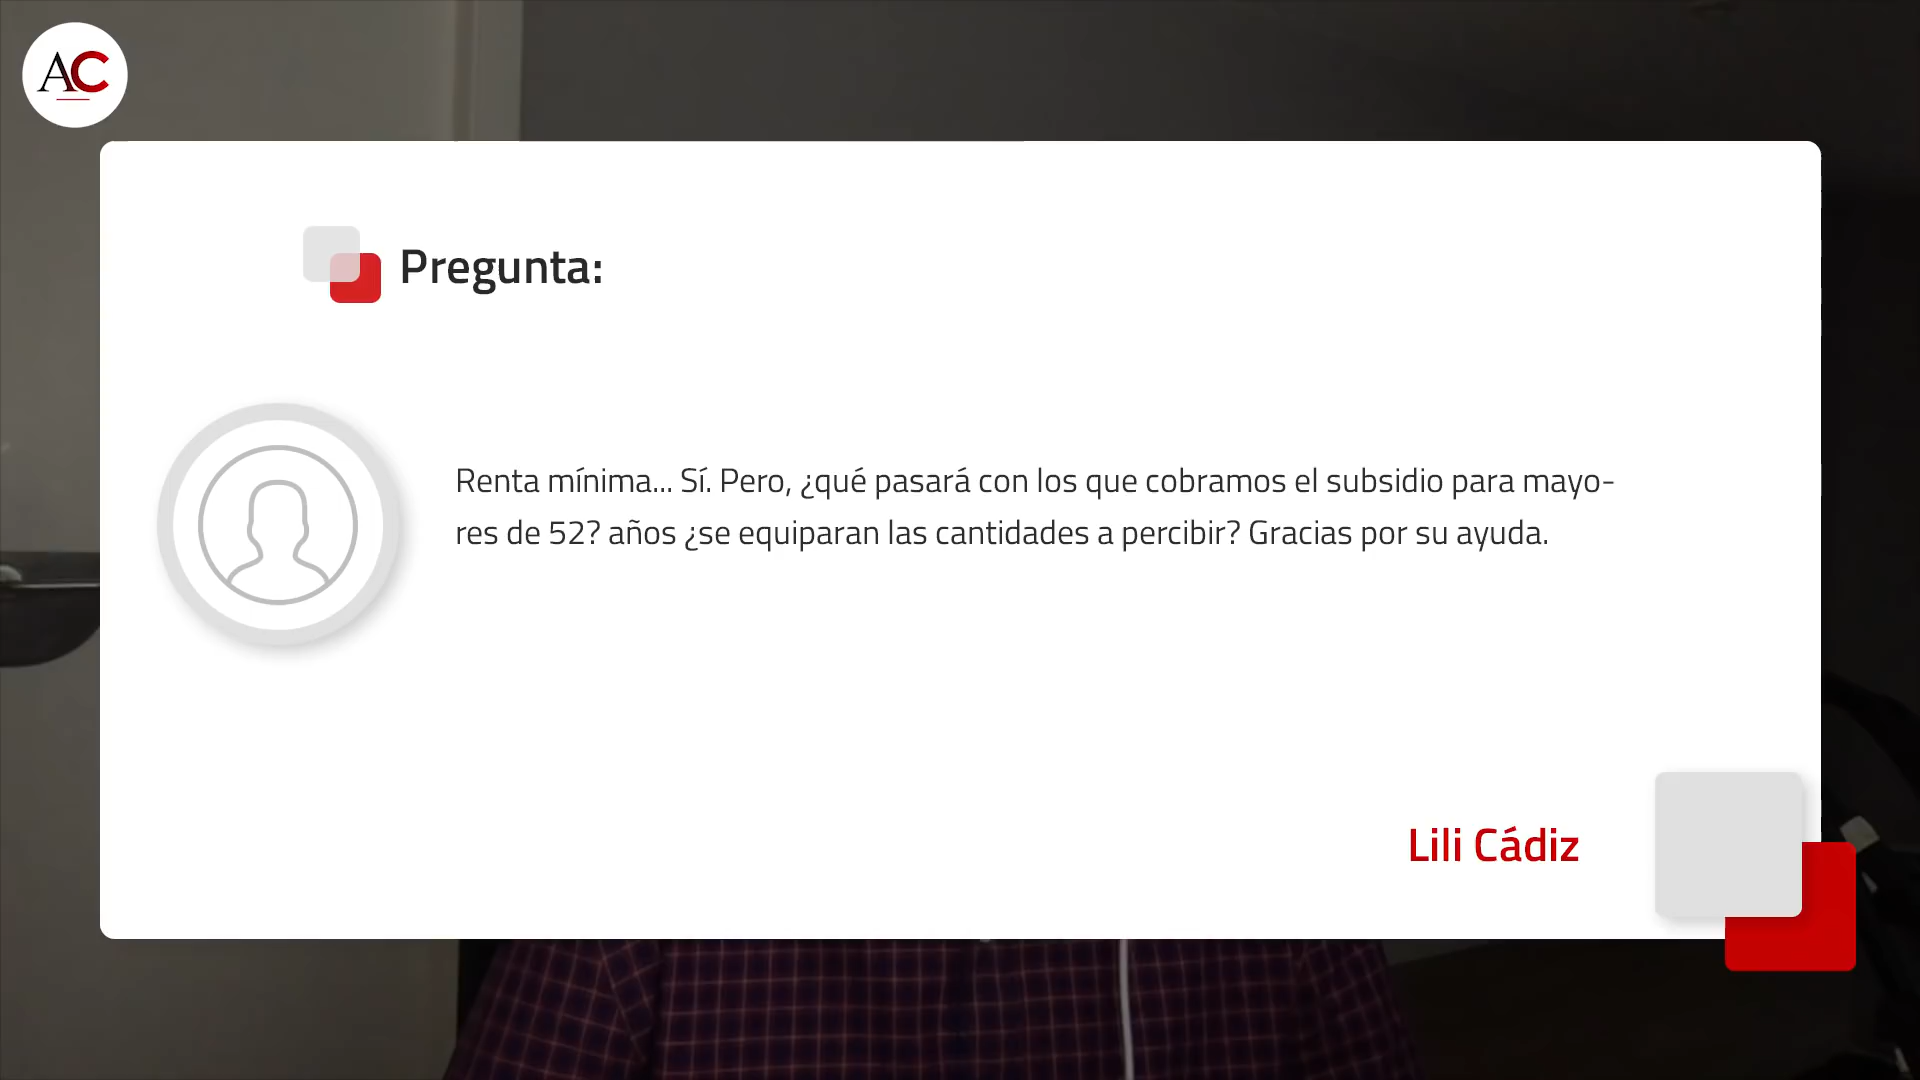 AC
Pregunta:
Renta mínima... Sí. Pero, ¿qué pasará con los que cobramos el subsidio para mayo-
res de 52? años ¿se equiparan las cantidades a percibir? Gracias por su ayuda.
Lili Cádiz